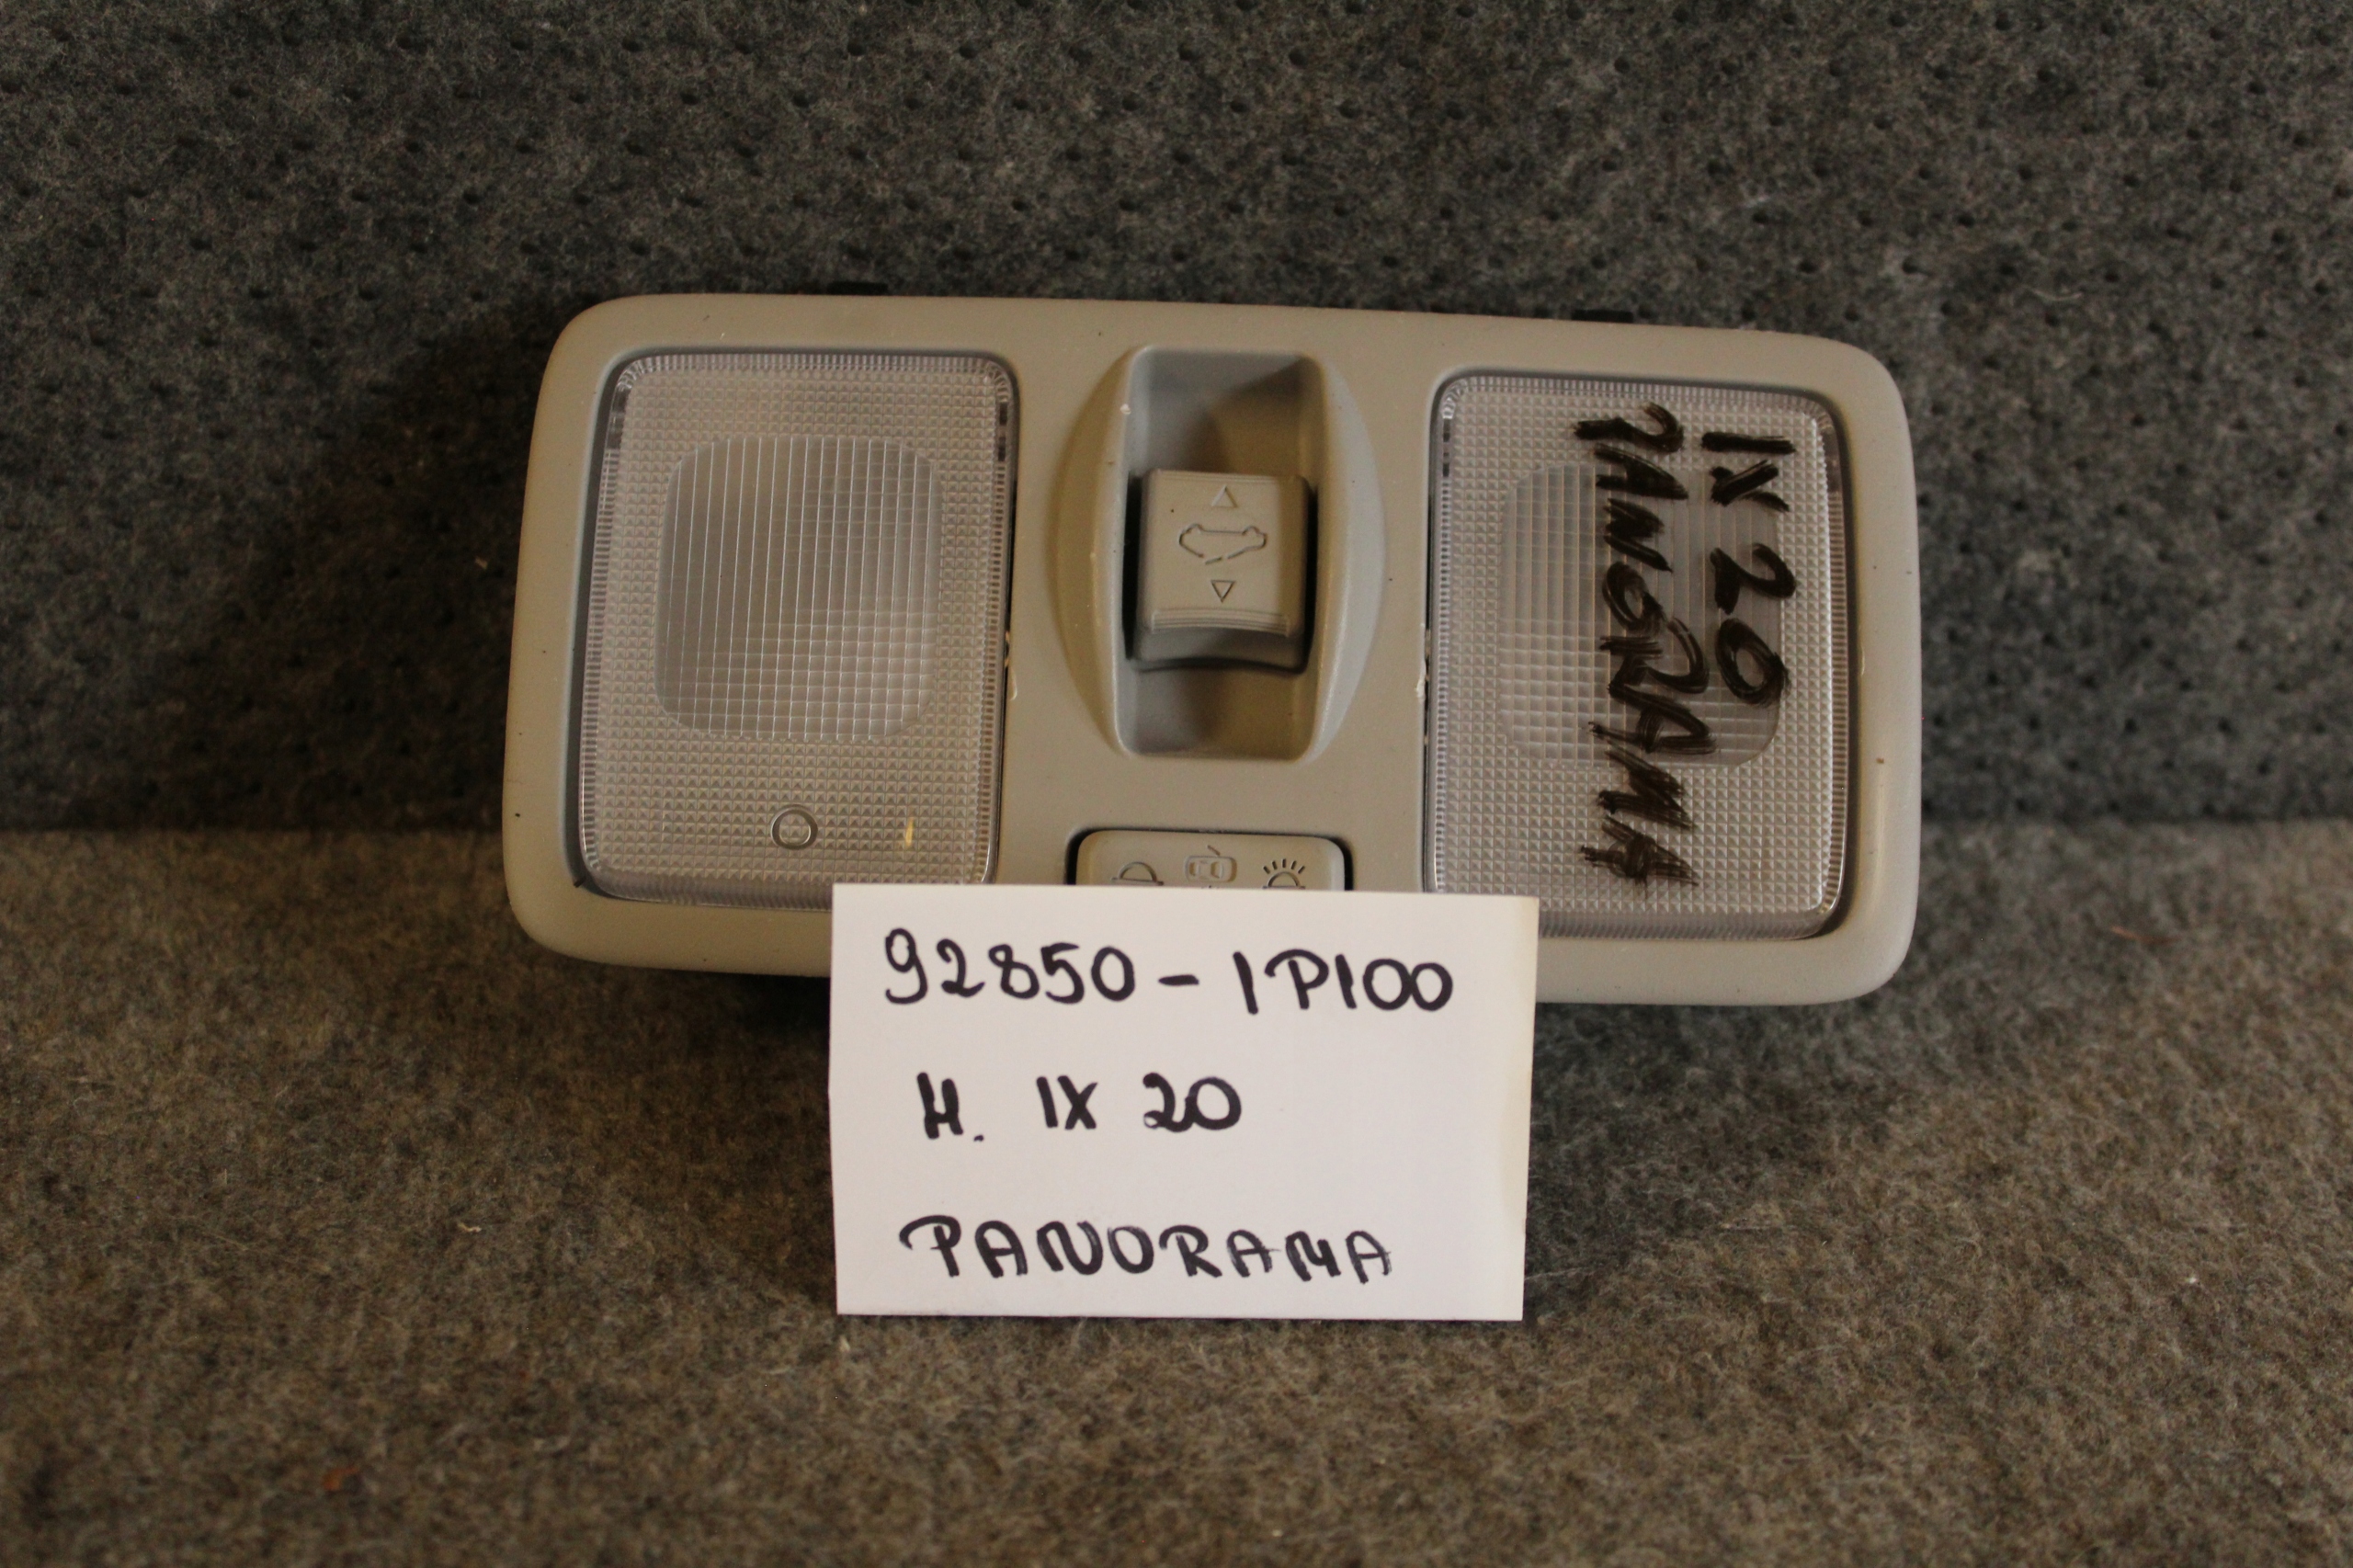 IX 20
PANORAMA
92850-1P100
H. IX 20
PANORAMA